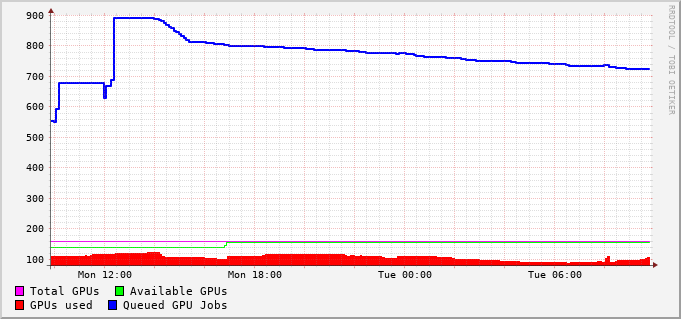 RRDTOOL / TOBI OETIKER
900
800
700
600
500
400
300
200
100
Mon 12:00 Mon 18:00 Tue 00:00 Tue 06:00
Total GPUs Available GPUs
GPUs used Queued GPU Jobs